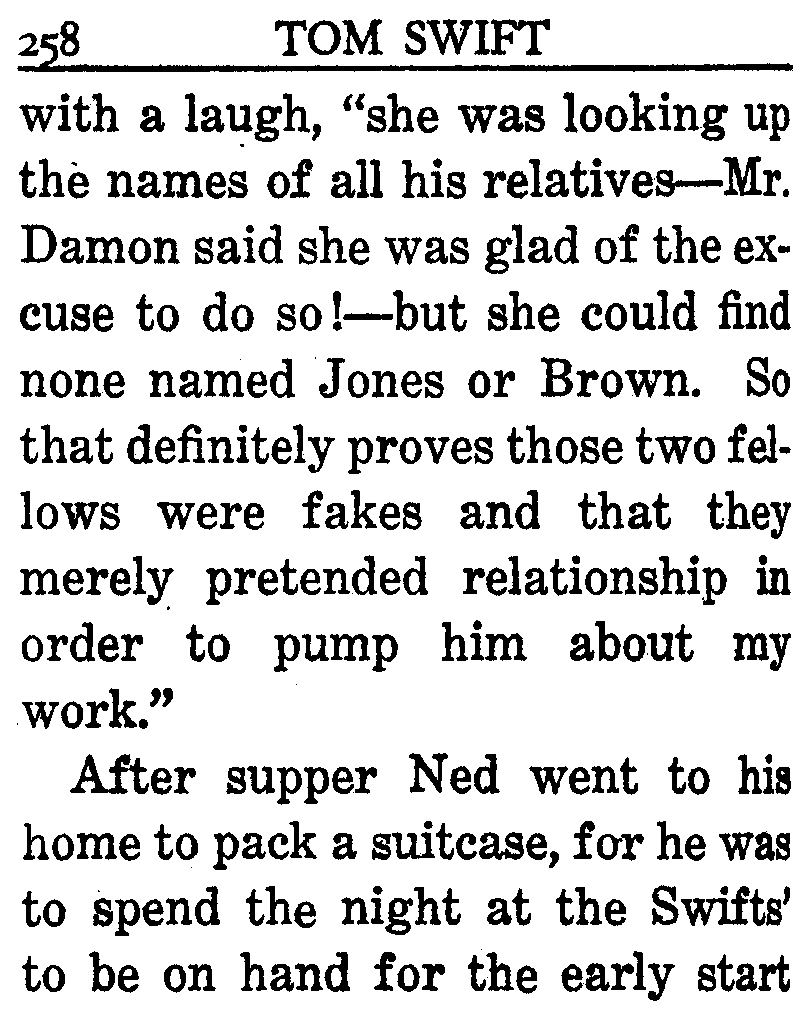 258 TOM SWIFT
with a laugh, “she was looking up
the names of all his relatives—Mr.
Damon said she was glad of the ex-
cuse to do so!—but she could find
none named Jones or Brown. So
that definitely proves those two fel-
lows were fakes and that they
merely pretended relationship in
order to pump him about my
work.”
After supper Ned went to his
home to pack a suitcase, for he was
to spend the night at the Swifts’
to be on hand for the early start